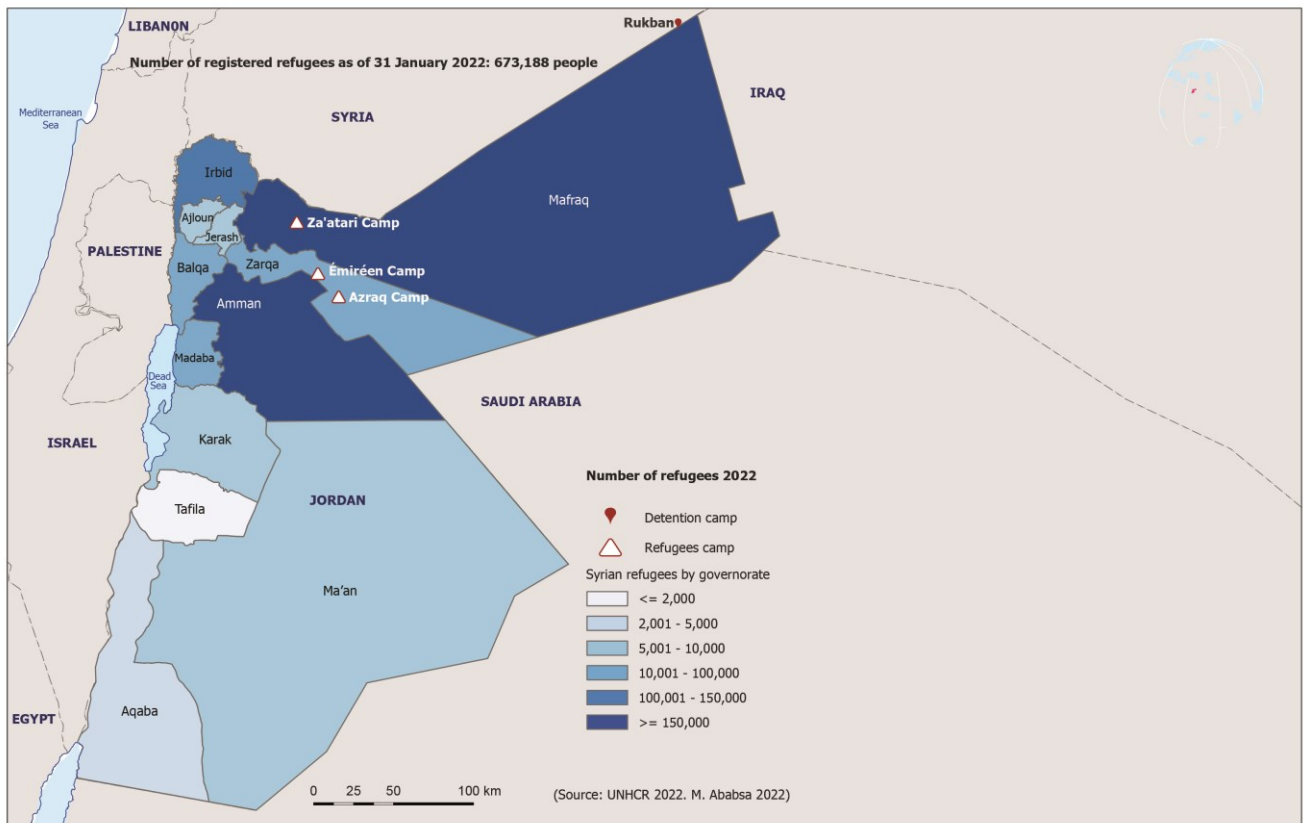 LIBANON
Rukban
Number of registered refugees as of 31 January 2022: 673,188 people
IRAQ
Mediterranean
Sea
SYRIA
Irbid
Mafraq
Ajloun
Za'atari Camp
Jerash
PALESTINE
Balqa
Zarqa
Émiréen Camp
Amman
Azraq Camp
Madaba
Dead
Sea
SAUDI ARABIA
ISRAEL
Karak
Number of refugees 2022
JORDAN
Tafila
Detention camp
Refugees camp
Syrian refugees by governorate
Ma'an
<= 2,000
2,001 - 5,000
5,001 - 10,000
10,001 - 100,000
100,001 - 150,000
>= 150,000
Aqaba
EGYPT
0 25 50 100 km
(Source: UNHCR 2022. M. Ababsa 2022)